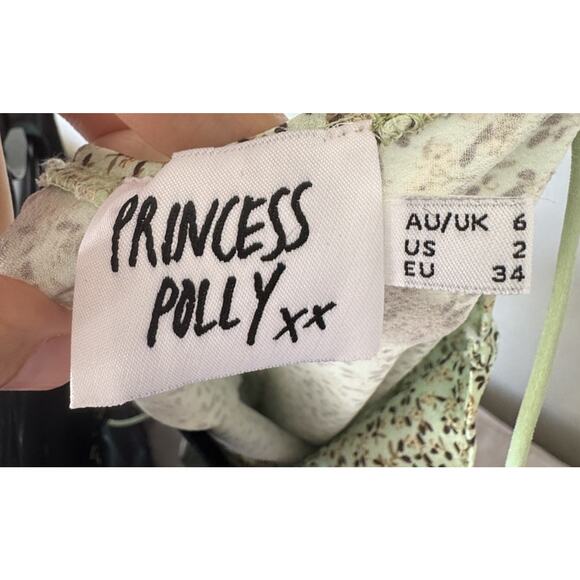 PRINCESS
POLLY xx
AU/UK 6
US 2
EU 34